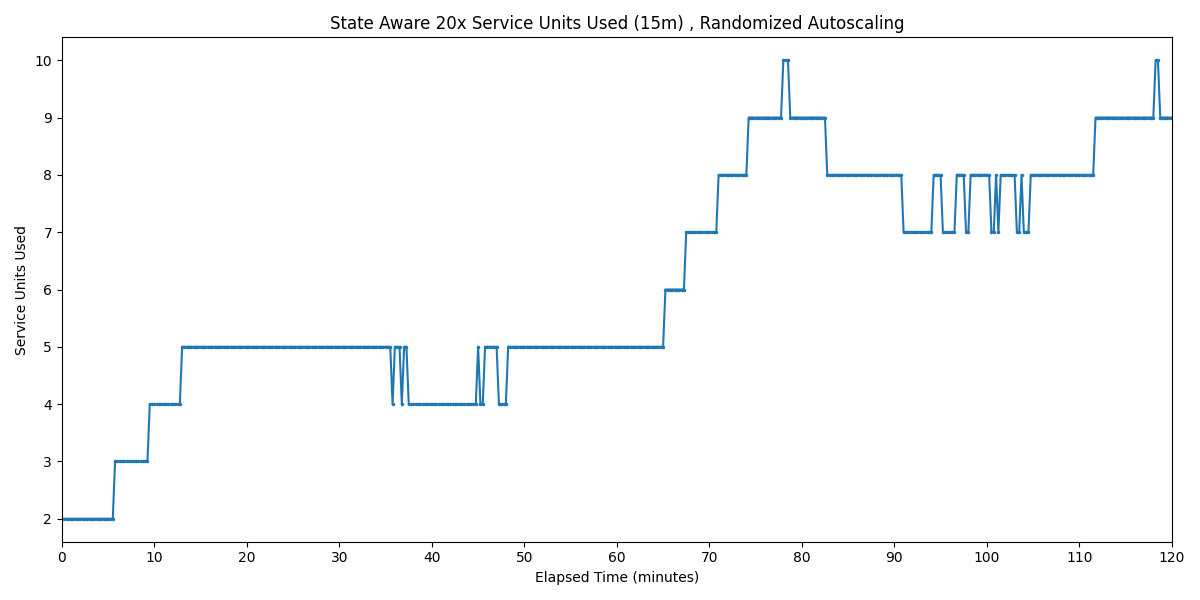 State Aware 20x Service Units Used (15m) , Randomized Autoscaling
10
9
8
7
6
5
4
3
2
Service Units Used
0 10 20 30 40 50 60 70 80 90 100 110 120
Elapsed Time (minutes)